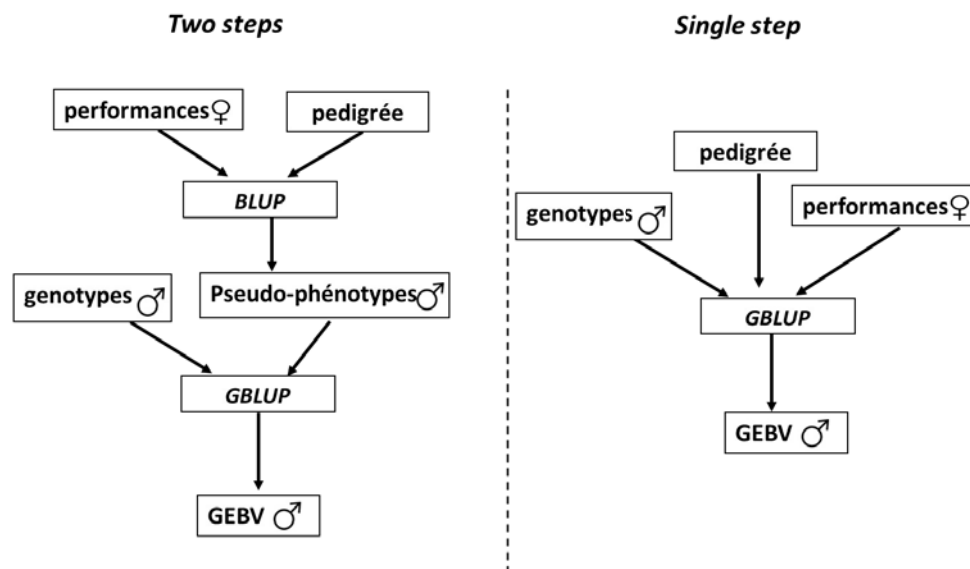 Two steps
performances♀
pedigrée
BLUP
genotypes♂
Pseudo-phénotypes♂
GBLUP
GEBV ♂
Single step
pedigrée
genotypes♂
performances♀
GBLUP
GEBV ♂